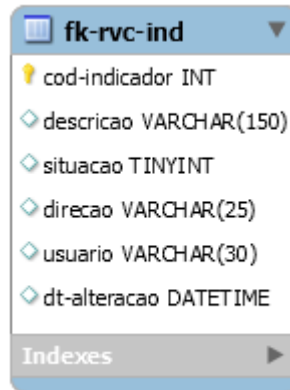 fk-rvc-ind
cod-indicador INT
descricao VARCHAR(150)
situacao TINYINT
direcao VARCHAR(25)
usuario VARCHAR(30)
dt-alteracao DATETIME
Indexes